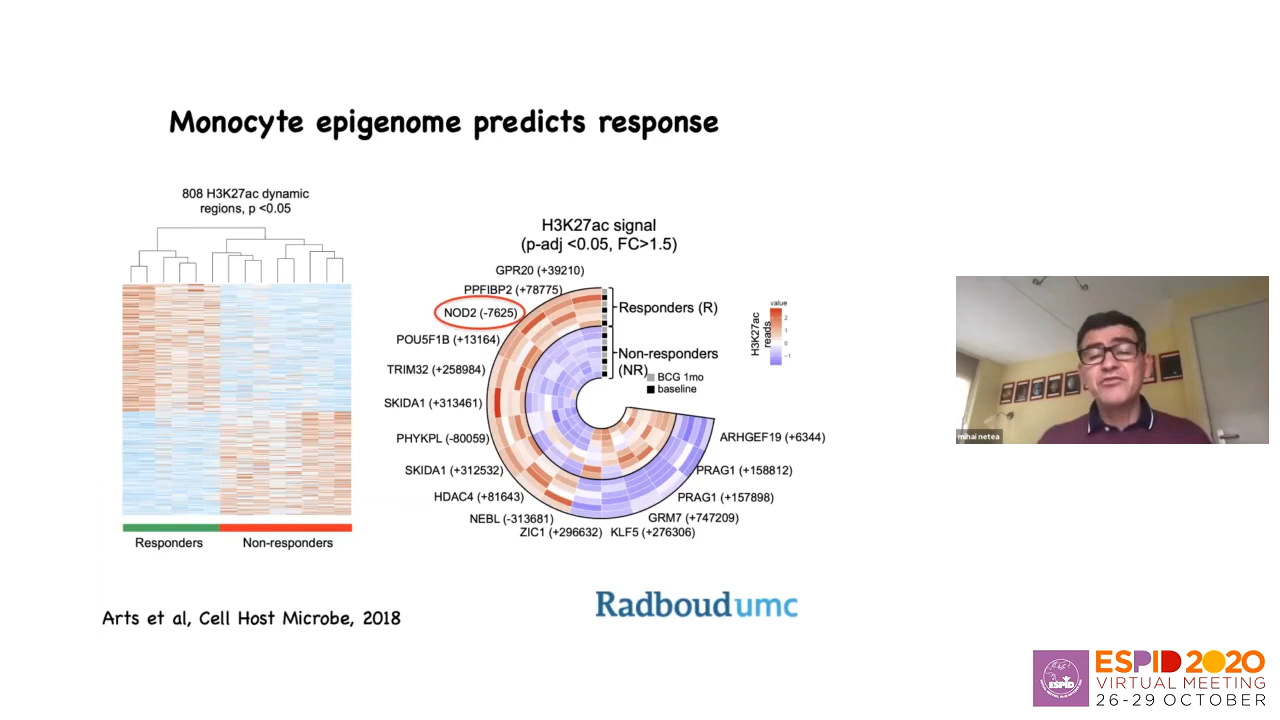 Monocyte epigenome predicts response
808 H3K27ac dynamic
regions, p <0.05
Responders
Non-responders
H3K27ac signal
(p-adj <0.05, FC>1.5)
GPR20 (+39210)
PPFIBP2 (+78775)
NOD2 (-7625)
POU5F1B (+13164)
TRIM32 (+258984)
SKIDA1 (+313461)
PHYKPL (-80059)
SKIDA1 (+312532)
HDAC4 (+81643)
NEBL (-313681)
ZIC1 (+296632)
KLF5 (+276306)
GRM7 (+747209)
PRAG1 (+157898)
PRAG1 (+158812)
ARHGEF19 (+6344)
Responders (R)
Non-responders
(NR)
BCG 1mo
baseline
H3K27ac
reads
value
2
1
0
-1
mihai netea
Arts et al, Cell Host Microbe, 2018
Radboudumc
ESPID
ESPID 2020
VIRTUAL MEETING
26-29 OCTOBER